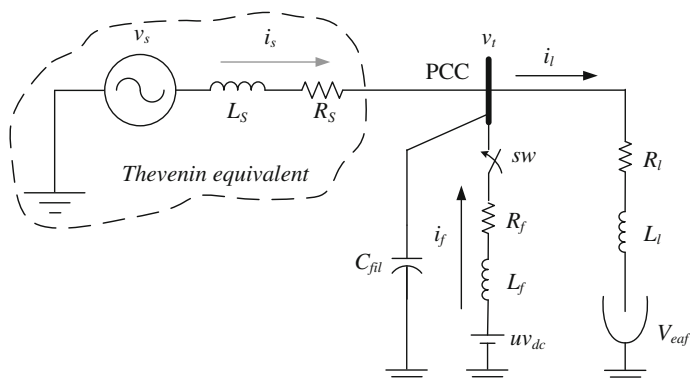 v_s
i_s
v_t
PCC
i_l
L_S
R_S
Thevenin equivalent
sw
R_l
i_f
R_f
L_l
C_fil
L_f
uv_dc
V_eaf